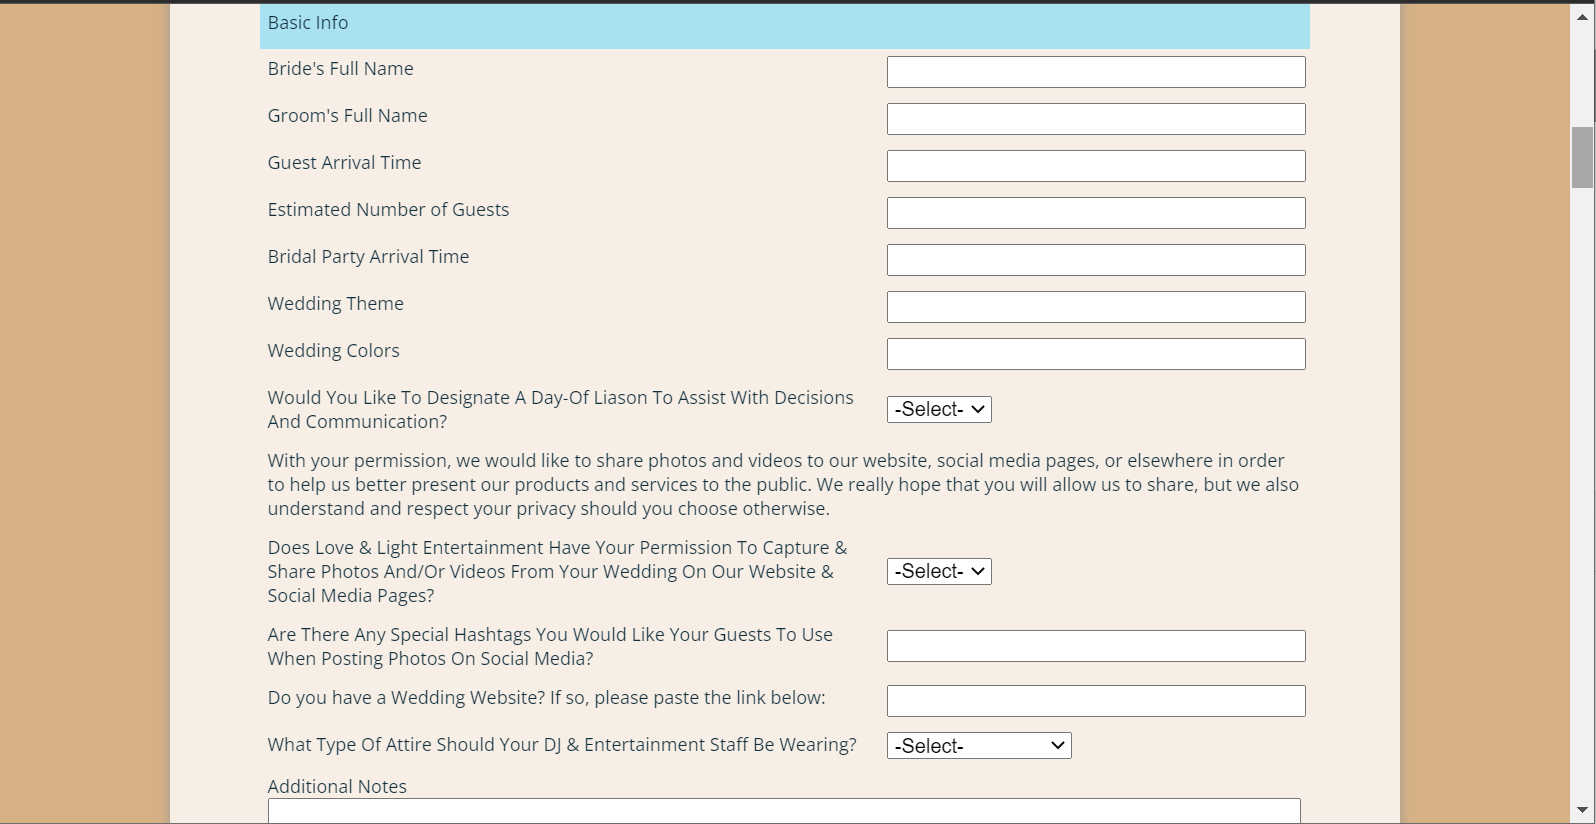 Basic Info
Bride's Full Name
Groom's Full Name
Guest Arrival Time
Estimated Number of Guests
Bridal Party Arrival Time
Wedding Theme
Wedding Colors
Would You Like To Designate A Day-Of Liason To Assist With Decisions
And Communication?
-Select-
With your permission, we would like to share photos and videos to our website, social media pages, or elsewhere in order
to help us better present our products and services to the public. We really hope that you will allow us to share, but we also
understand and respect your privacy should you choose otherwise.
Does Love & Light Entertainment Have Your Permission To Capture &
Share Photos And/Or Videos From Your Wedding On Our Website &
Social Media Pages?
-Select-
Are There Any Special Hashtags You Would Like Your Guests To Use
When Posting Photos On Social Media?
Do you have a Wedding Website? If so, please paste the link below:
What Type Of Attire Should Your DJ & Entertainment Staff Be Wearing?
-Select-
Additional Notes